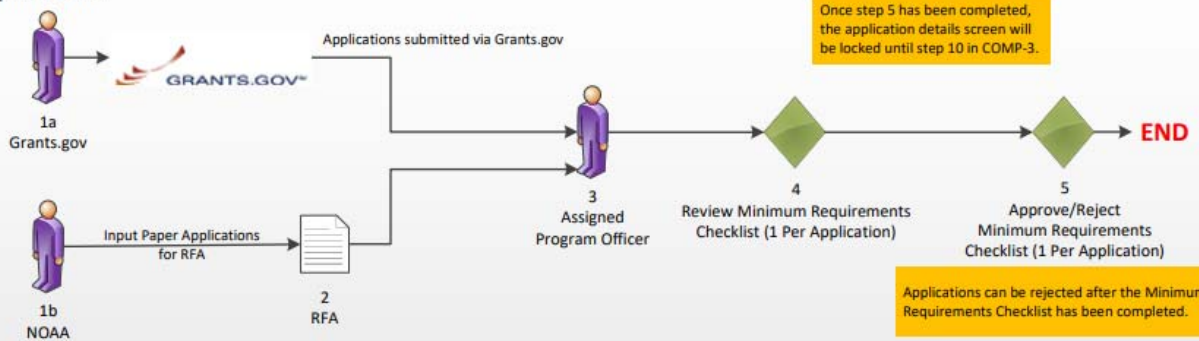 Once step 5 has been completed,
the application details screen will
be locked until step 10 in COMP-3.
Applications submitted via Grants.gov
GRANTS.GOV℠
1a
Grants.gov
END
3
Assigned
Program Officer
4
Review Minimum Requirements
Checklist (1 Per Application)
5
Approve/Reject
Minimum Requirements
Checklist (1 Per Application)
Input Paper Applications
for RFA
1b
NOAA
2
RFA
Applications can be rejected after the Minimum
Requirements Checklist has been completed.